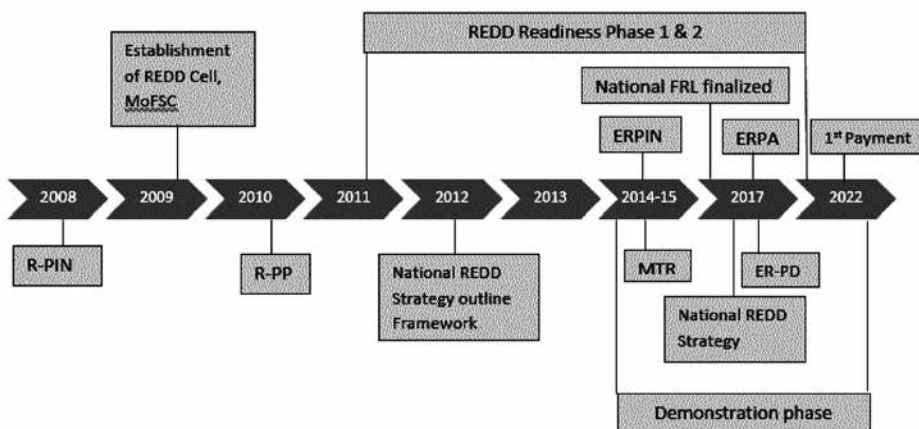 REDD Readiness Phase 1 & 2
Establishment
of REDD Cell,
MoFSC
National FRL finalized
ERPIN
ERPA
1st Payment
2008
2009
2010
2011
2012
2013
2014-15
2017
2022
R-PIN
R-PP
National REDD
Strategy outline
Framework
MTR
ER-PD
National REDD
Strategy
Demonstration phase